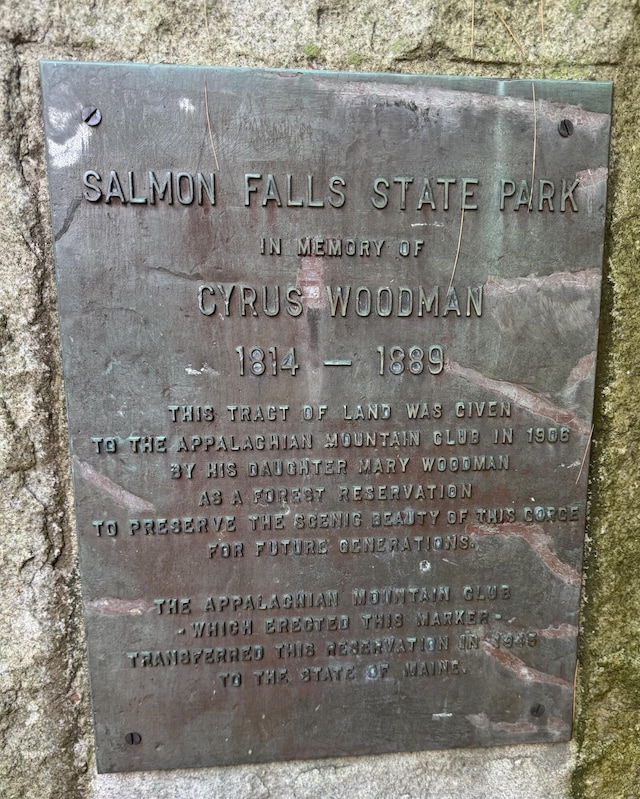 SALMON FALLS STATE PARK
IN MEMORY OF
CYRUS WOODMAN
1814 — 1889
THIS TRACT OF LAND WAS GIVEN
TO THE APPALACHIAN MOUNTAIN CLUB IN 1906
BY HIS DAUGHTER MARY WOODMAN
AS A FOREST RESERVATION
TO PRESERVE THE SCENIC BEAUTY OF THIS GORGE
FOR FUTURE GENERATIONS.
THE APPALACHIAN MOUNTAIN CLUB
- WHICH ERECTED THIS MARKER -
TRANSFERRED THIS RESERVATION IN
TO THE STATE OF MAINE.